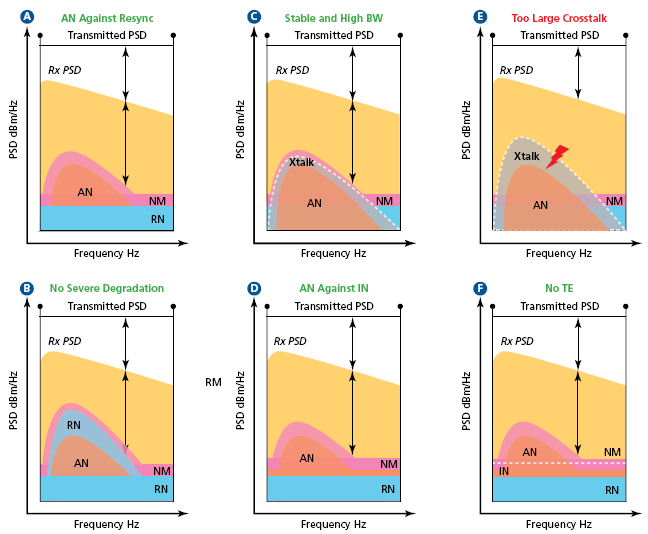 A AN Against Resync
Transmitted PSD
Rx PSD
AN
NM
RN
PSD dBm/Hz
Frequency Hz
C Stable and High BW
Transmitted PSD
Rx PSD
Xtalk
AN
NM
PSD dBm/Hz
Frequency Hz
E Too Large Crosstalk
Transmitted PSD
Rx PSD
Xtalk
AN
NM
PSD dBm/Hz
Frequency Hz
B No Severe Degradation
Transmitted PSD
Rx PSD
RN
AN
NM
RN
PSD dBm/Hz
Frequency Hz
RM
D AN Against IN
Transmitted PSD
Rx PSD
AN
NM
RN
PSD dBm/Hz
Frequency Hz
F No TE
Transmitted PSD
Rx PSD
AN
NM
IN
RN
PSD dBm/Hz
Frequency Hz